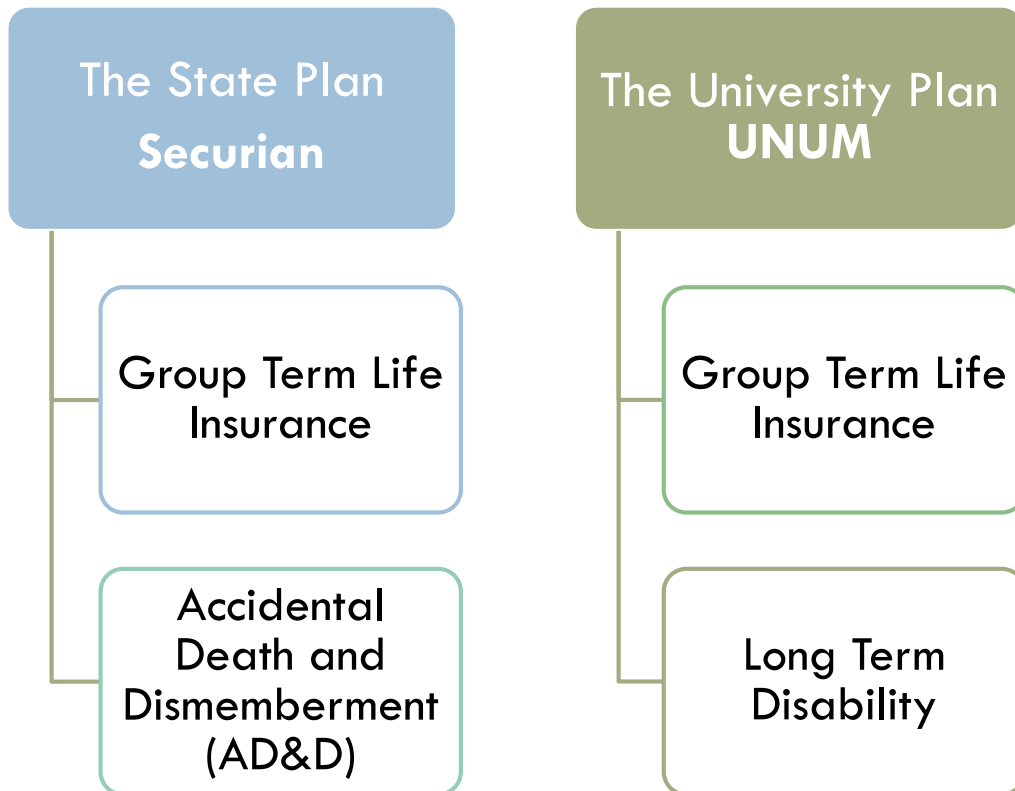 The State Plan
Securian
Group Term Life
Insurance
Accidental
Death and
Dismemberment
(AD&D)
The University Plan
UNUM
Group Term Life
Insurance
Long Term
Disability